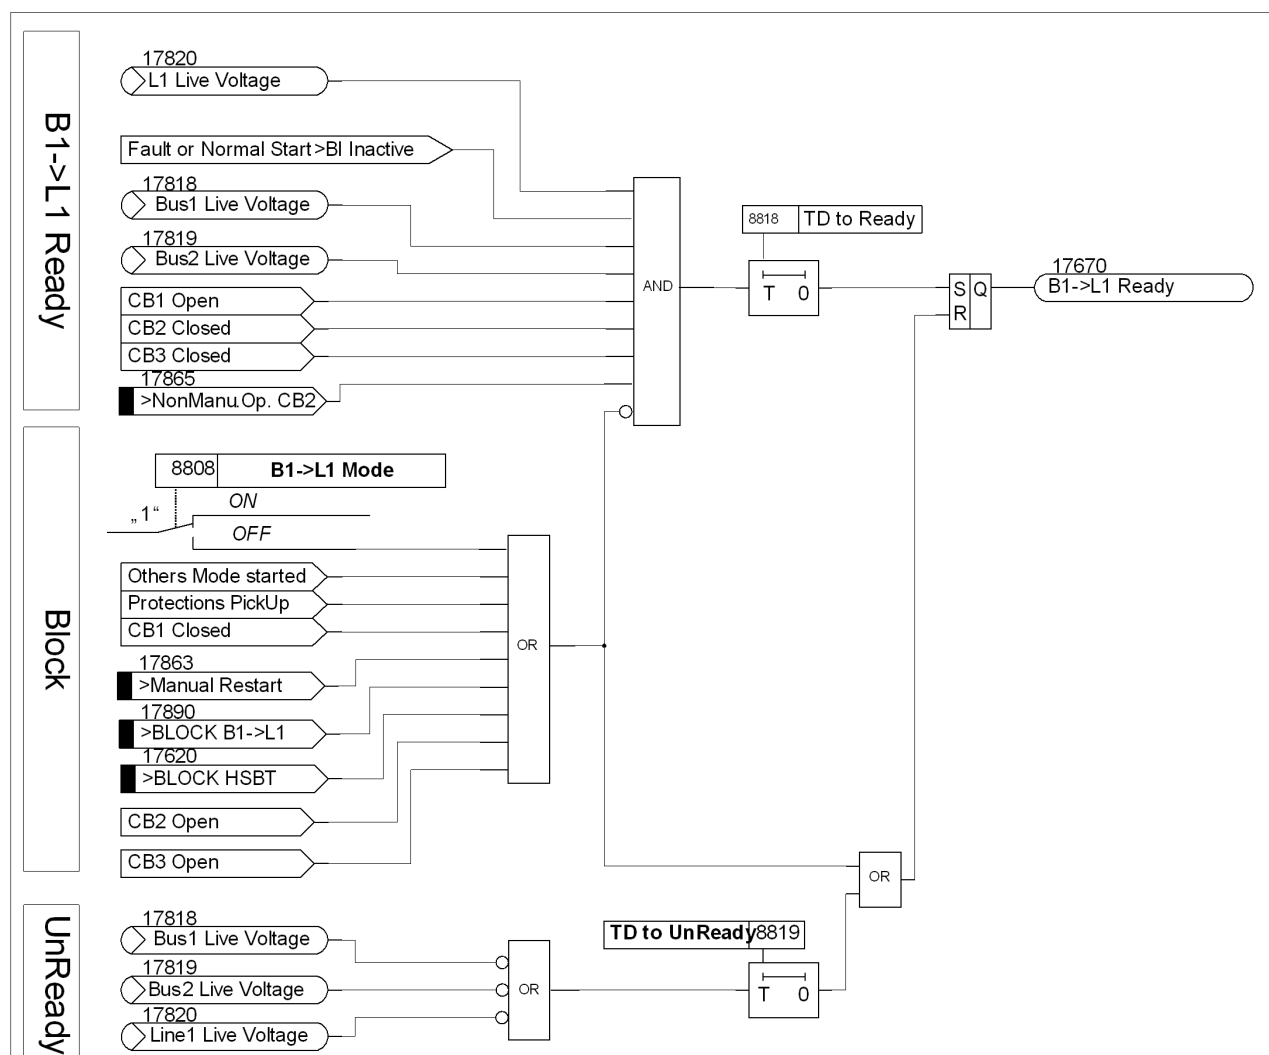 B1->L1 Ready
17820
L1 Live Voltage
Fault or Normal Start>BI Inactive
17818
Bus1 Live Voltage
17819
Bus2 Live Voltage
CB1 Open
CB2 Closed
CB3 Closed
17865
>NonManu.Op. CB2
AND
8818 TD to Ready
T 0
S Q
R
17670
B1->L1 Ready
Block
8808 B1->L1 Mode
„1“
ON
OFF
Others Mode started
Protections PickUp
CB1 Closed
17863
>Manual Restart
17890
>BLOCK B1->L1
17620
>BLOCK HSBT
CB2 Open
CB3 Open
OR
OR
UnReady
17818
Bus1 Live Voltage
17819
Bus2 Live Voltage
17820
Line1 Live Voltage
OR
TD to UnReady 8819
T 0